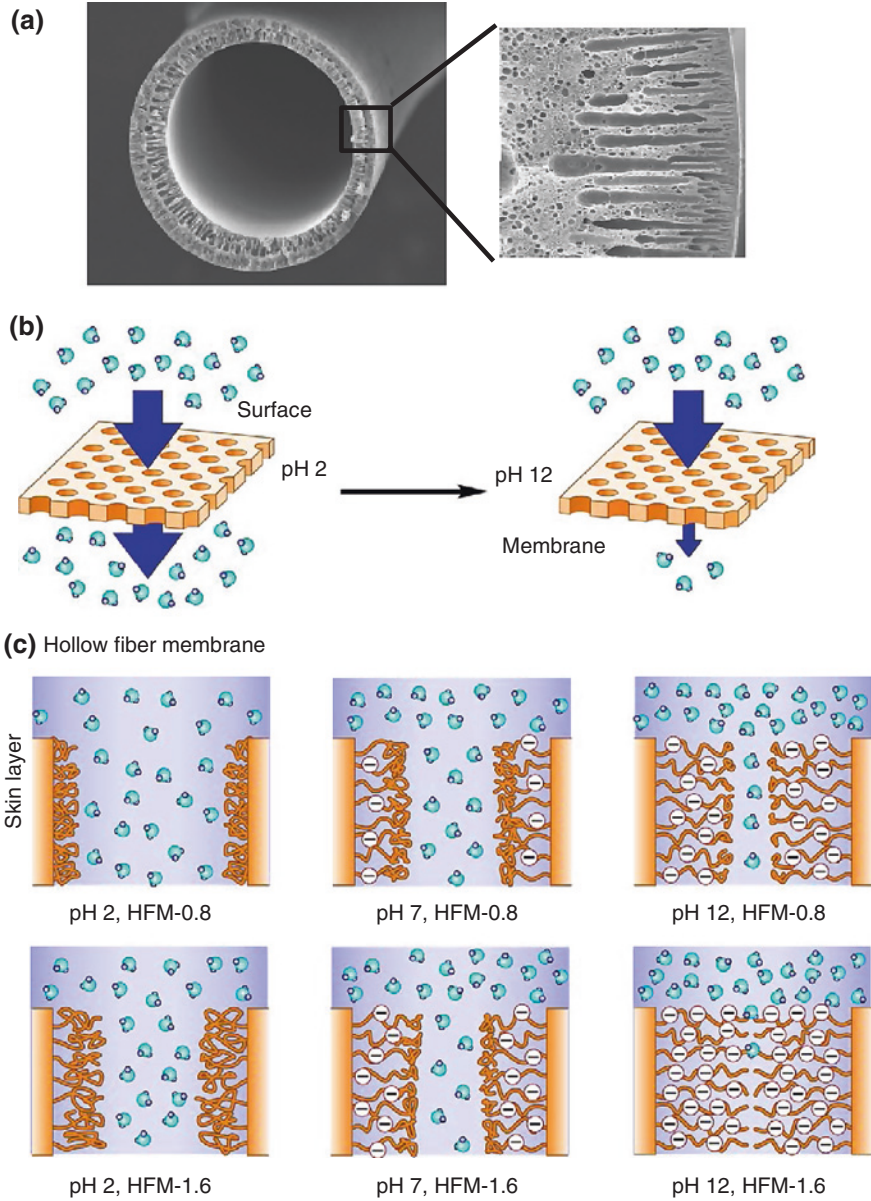 (a)
(b)
Surface
pH 2
pH 12
Membrane
(c) Hollow fiber membrane
Skin layer
pH 2, HFM-0.8
pH 7, HFM-0.8
pH 12, HFM-0.8
pH 2, HFM-1.6
pH 7, HFM-1.6
pH 12, HFM-1.6